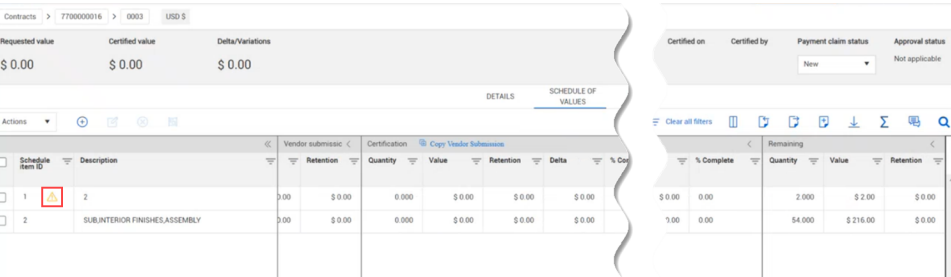 Contracts > 7700000016 > 0003 USD $
Requested value Certified value Delta/Variations Certified on Certified by Payment claim status Approval status
$ 0.00 $ 0.00 $ 0.00 New Not applicable
DETAILS SCHEDULE OF VALUES
Actions Clear all filters
Vendor submissic Certification Copy Vendor Submission Remaining
Schedule item ID Description Retention Quantity Value Retention Delta % Complete Quantity Value Retention
1 2 0.00 $ 0.00 0.000 $ 0.00 $ 0.00 $ 0.00 $ 0.00 0.00 2.000 $ 2.00 $ 0.00
2 SUB,INTERIOR FINISHES,ASSEMBLY 0.00 $ 0.00 0.000 $ 0.00 $ 0.00 $ 0.00 0.00 0.00 54.000 $ 216.00 $ 0.00